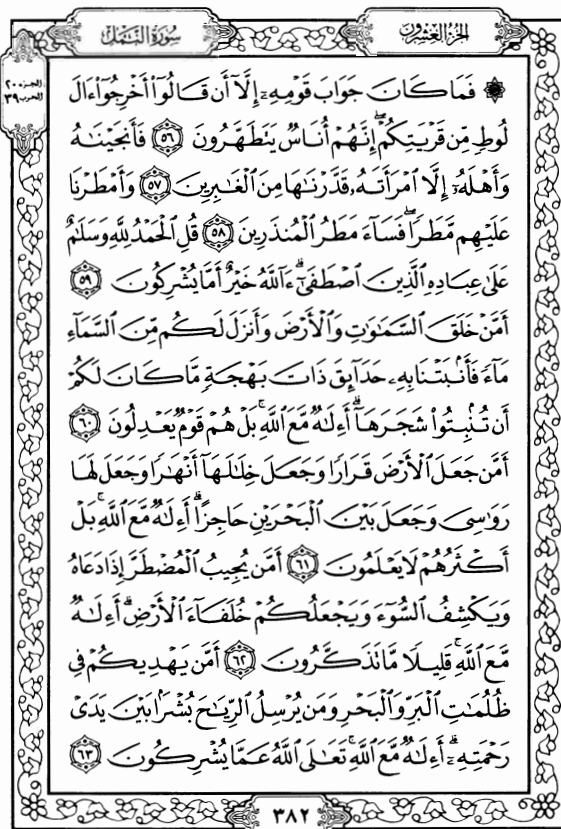 سُورَةُ النَّمْلِ
الجُزْءُ العِشْرُونَ
الجزء ٢٠
الحزب ٣٩
۞ فَمَا كَانَ جَوَابَ قَوْمِهِۦٓ إِلَّآ أَن قَالُوٓا۟ أَخْرِجُوٓا۟ ءَالَ
لُوطٍ مِّن قَرْيَتِكُمْ ۖ إِنَّهُمْ أُنَاسٌ يَتَطَهَّرُونَ ٥٦ فَأَنجَيْنَٰهُ
وَأَهْلَهُۥٓ إِلَّا ٱمْرَأَتَهُۥ قَدَّرْنَٰهَا مِنَ ٱلْغَٰبِرِينَ ٥٧ وَأَمْطَرْنَا
عَلَيْهِم مَّطَرًا ۖ فَسَآءَ مَطَرُ ٱلْمُنذَرِينَ ٥٨ قُلِ ٱلْحَمْدُ لِلَّهِ وَسَلَٰمٌ
عَلَىٰ عِبَادِهِ ٱلَّذِينَ ٱصْطَفَىٰٓ ۗ ءَآللَّهُ خَيْرٌ أَمَّا يُشْرِكُونَ ٥٩
أَمَّنْ خَلَقَ ٱلسَّمَٰوَٰتِ وَٱلْأَرْضَ وَأَنزَلَ لَكُم مِّنَ ٱلسَّمَآءِ
مَآءً فَأَنۢبَتْنَا بِهِۦ حَدَآئِقَ ذَاتَ بَهْجَةٍ مَّا كَانَ لَكُمْ
أَن تُنۢبِتُوا۟ شَجَرَهَآ ۗ أَءِلَٰهٌ مَّعَ ٱللَّهِ ۚ بَلْ هُمْ قَوْمٌ يَعْدِلُونَ ٦٠
أَمَّن جَعَلَ ٱلْأَرْضَ قَرَارًا وَجَعَلَ خِلَٰلَهَآ أَنْهَٰرًا وَجَعَلَ لَهَا
رَوَٰسِىَ وَجَعَلَ بَيْنَ ٱلْبَحْرَيْنِ حَاجِزًا ۗ أَءِلَٰهٌ مَّعَ ٱللَّهِ ۚ بَلْ
أَكْثَرُهُمْ لَا يَعْلَمُونَ ٦١ أَمَّن يُجِيبُ ٱلْمُضْطَرَّ إِذَا دَعَاهُ
وَيَكْشِفُ ٱلسُّوٓءَ وَيَجْعَلُكُمْ خُلَفَآءَ ٱلْأَرْضِ ۗ أَءِلَٰهٌ
مَّعَ ٱللَّهِ ۚ قَلِيلًا مَّا تَذَكَّرُونَ ٦٢ أَمَّن يَهْدِيكُمْ فِى
ظُلُمَٰتِ ٱلْبَرِّ وَٱلْبَحْرِ وَمَن يُرْسِلُ ٱلرِّيَٰحَ بُشْرًۢا بَيْنَ يَدَىْ
رَحْمَتِهِۦٓ ۗ أَءِلَٰهٌ مَّعَ ٱللَّهِ ۚ تَعَٰلَى ٱللَّهُ عَمَّا يُشْرِكُونَ ٦٣
٣٨٢